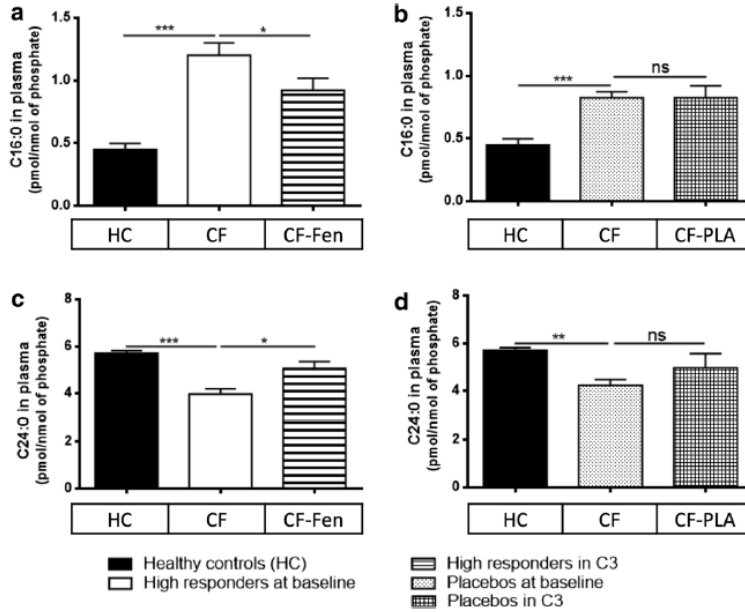 a
C16:0 in plasma
(pmol/nmol of phosphate)
1.5
1.0
0.5
0.0
***
*
HC CF CF-Fen
b
C16:0 in plasma
(pmol/nmol of phosphate)
1.5
1.0
0.5
0.0
***
ns
HC CF CF-PLA
c
C24:0 in plasma
(pmol/nmol of phosphate)
8
6
4
2
0
***
*
HC CF CF-Fen
d
C24:0 in plasma
(pmol/nmol of phosphate)
8
6
4
2
0
**
ns
HC CF CF-PLA
Healthy controls (HC)
High responders at baseline
High responders in C3
Placebos at baseline
Placebos in C3